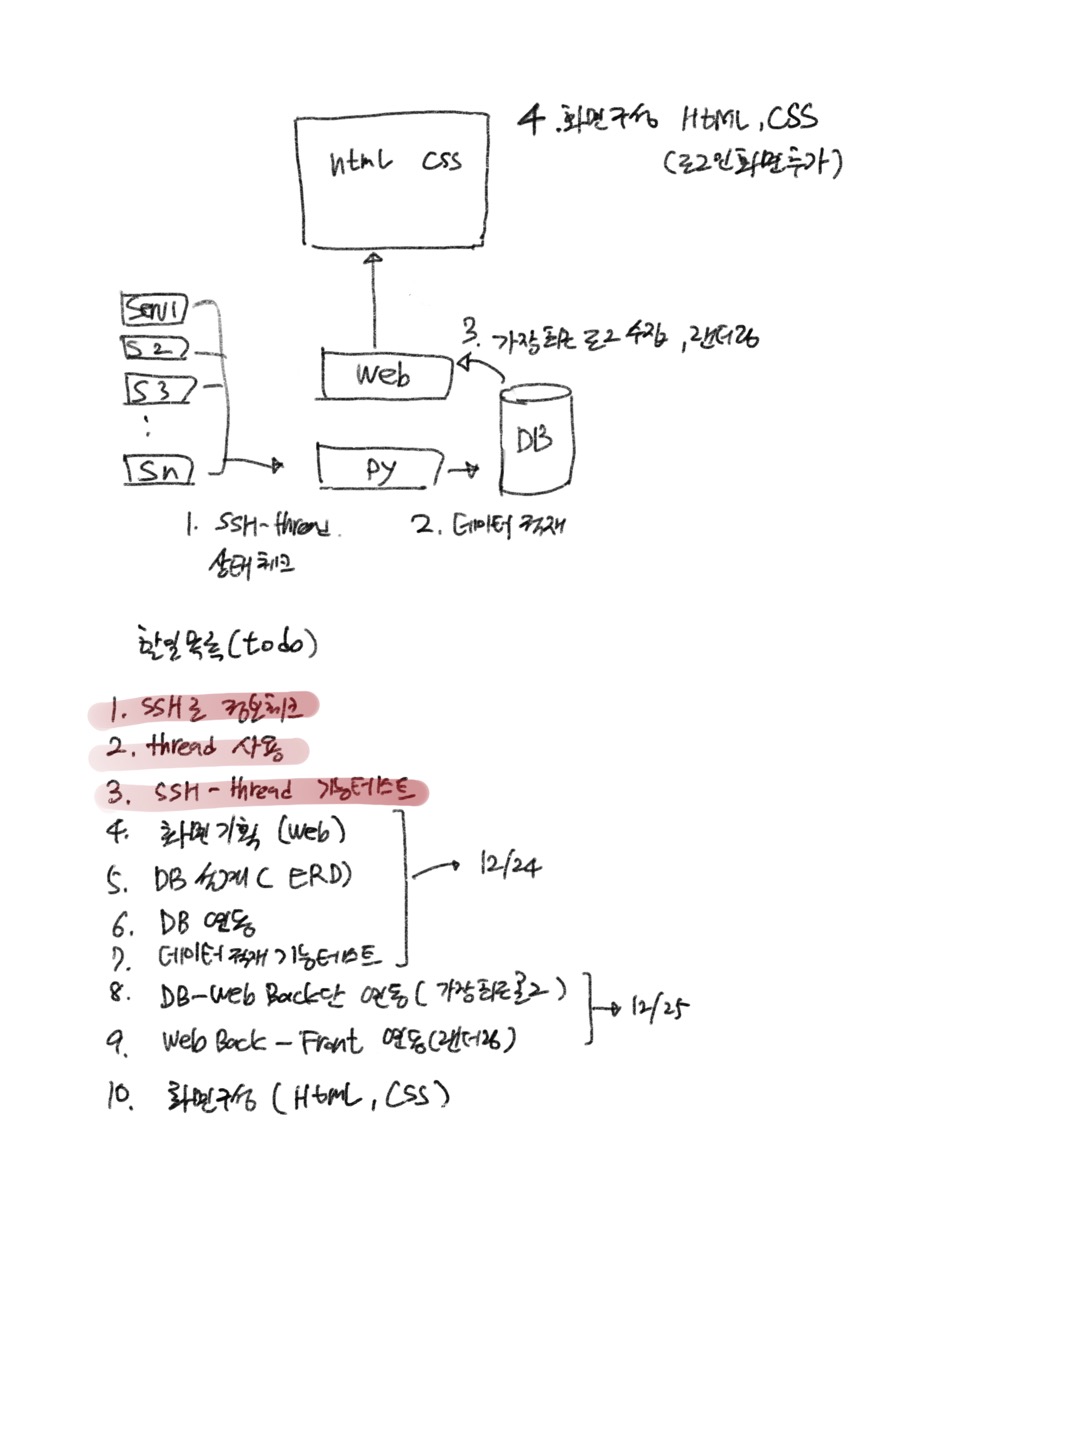 4. 화면구성 HtML, CSS
(로그인화면추가)
html css
Serv1
S2
S3
Sn
Web
3. 가장최근 로그 수집, 랜더링
PY
DB
1. SSH-thread
상태체크
2. 데이터 적재
할일목록(todo)
1. SSH로 정보체크
2. thread 사용
3. SSH-thread 기능테스트
4. 화면기획 (Web)
5. DB 설계( ERD)
6. DB 연동
7. 데이터 적재 기능테스트
12/24
8. DB-Web Back단 연동( 가장최근로그)
9. Web Back - Front 연동(랜더링)
12/25
10. 화면구성 (HtmL, CSS)